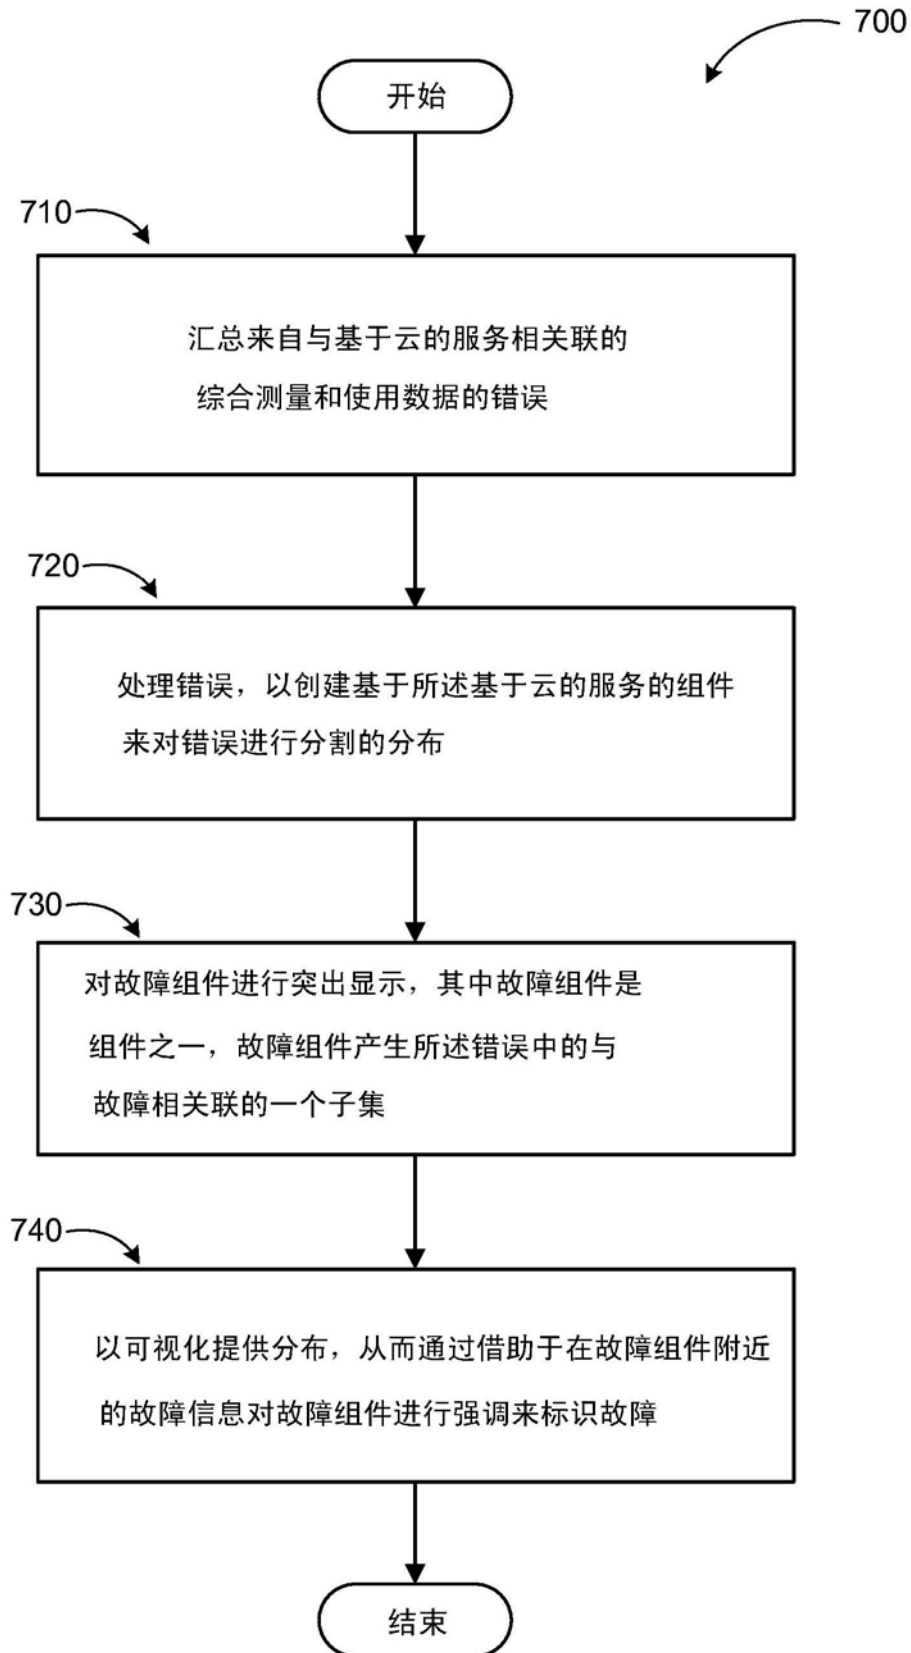 700
开始
710
汇总来自与基于云的服务相关联的
综合测量和使用数据的错误
720
处理错误，以创建基于所述基于云的服务的组件
来对错误进行分割的分布
730
对故障组件进行突出显示，其中故障组件是
组件之一，故障组件产生所述错误中的与
故障相关联的一个子集
740
以可视化提供分布，从而通过借助于在故障组件附近
的故障信息对故障组件进行强调来标识故障
结束